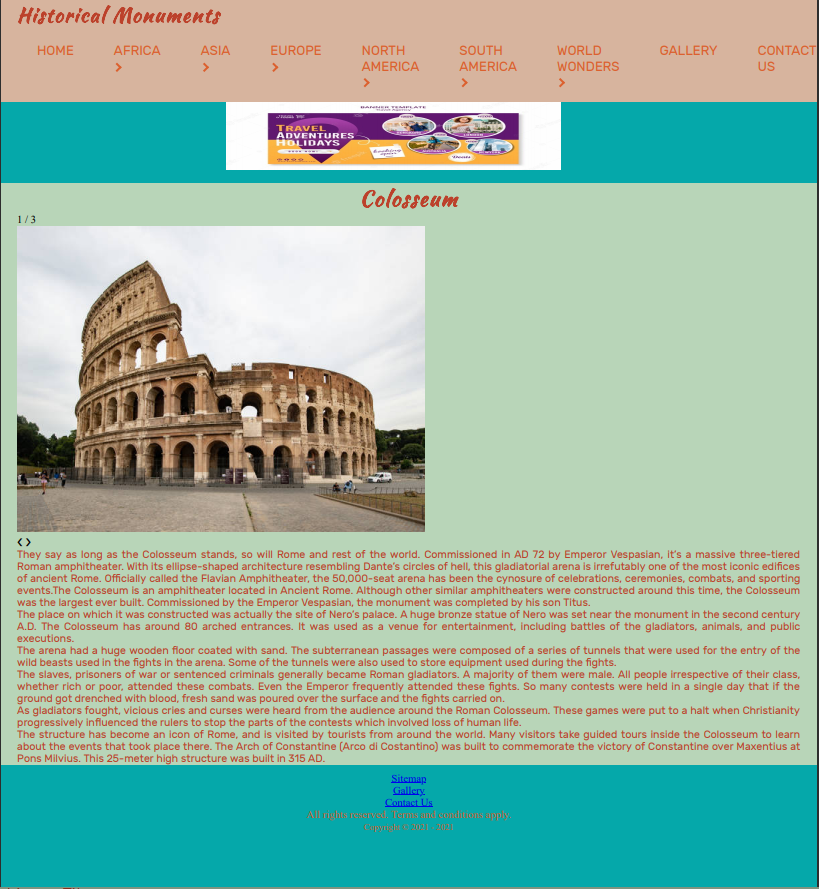 Historical Monuments
HOME
AFRICA
ASIA
EUROPE
NORTH AMERICA
SOUTH AMERICA
WORLD WONDERS
GALLERY
CONTACT US
BANNER TEMPLATE
TRAVEL
ADVENTURES
HOLIDAYS
Colosseum
1 / 3
They say as long as the Colosseum stands, so will Rome and rest of the world. Commissioned in AD 72 by Emperor Vespasian, it's a massive three-tiered
Roman amphitheater. With its ellipse-shaped architecture resembling Dante's circles of hell, this gladiatorial arena is irrefutably one of the most iconic edifices
of ancient Rome. Officially called the Flavian Amphitheater, the 50,000-seat arena has been the cynosure of celebrations, ceremonies, combats, and sporting
events.The Colosseum is an amphitheater located in Ancient Rome. Although other similar amphitheaters were constructed around this time, the Colosseum
was the largest ever built. Commissioned by the Emperor Vespasian, the monument was completed by his son Titus.
The place on which it was constructed was actually the site of Nero's palace. A huge bronze statue of Nero was set near the monument in the second century
A.D. The Colosseum has around 80 arched entrances. It was used as a venue for entertainment, including battles of the gladiators, animals, and public
executions.
The arena had a huge wooden floor coated with sand. The subterranean passages were composed of a series of tunnels that were used for the entry of the
wild beasts used in the fights in the arena. Some of the tunnels were also used to store equipment used during the fights.
The slaves, prisoners of war or sentenced criminals generally became Roman gladiators. A majority of them were male. All people irrespective of their class,
whether rich or poor, attended these combats. Even the Emperor frequently attended these fights. So many contests were held in a single day that if the
ground got drenched with blood, fresh sand was poured over the surface and the fights carried on.
As gladiators fought, vicious cries and curses were heard from the audience around the Roman Colosseum. These games were put to a halt when Christianity
progressively influenced the rulers to stop the parts of the contests which involved loss of human life.
The structure has become an icon of Rome, and is visited by tourists from around the world. Many visitors take guided tours inside the Colosseum to learn
about the events that took place there. The Arch of Constantine (Arco di Costantino) was built to commemorate the victory of Constantine over Maxentius at
Pons Milvius. This 25-meter high structure was built in 315 AD.
Sitemap
Gallery
Contact Us
All rights reserved. Terms and conditions apply
Copyright © 2021 - 2021